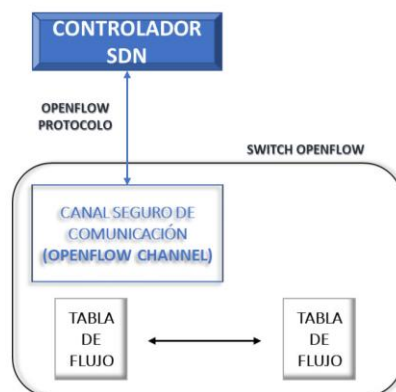 CONTROLADOR
SDN
OPENFLOW
PROTOCOLO
SWITCH OPENFLOW
CANAL SEGURO DE
COMUNICACIÓN
(OPENFLOW CHANNEL)
TABLA
DE
FLUJO
TABLA
DE
FLUJO